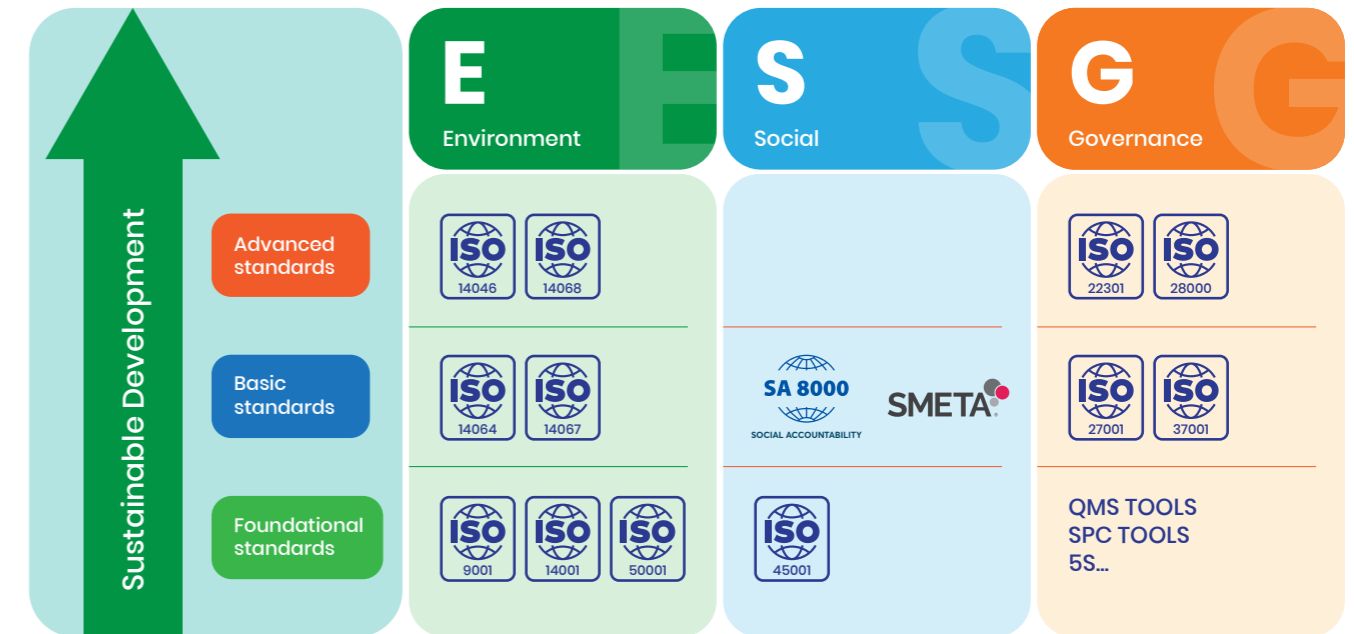 E
Environment
S
Social
G
Governance
Sustainable Development
Advanced
standards
ISO
14046
ISO
14068
ISO
22301
ISO
28000
Basic
standards
ISO
14064
ISO
14067
SA 8000
SOCIAL ACCOUNTABILITY
SMETA
ISO
27001
ISO
37001
Foundational
standards
ISO
9001
ISO
14001
ISO
50001
ISO
45001
QMS TOOLS
SPC TOOLS
5S...